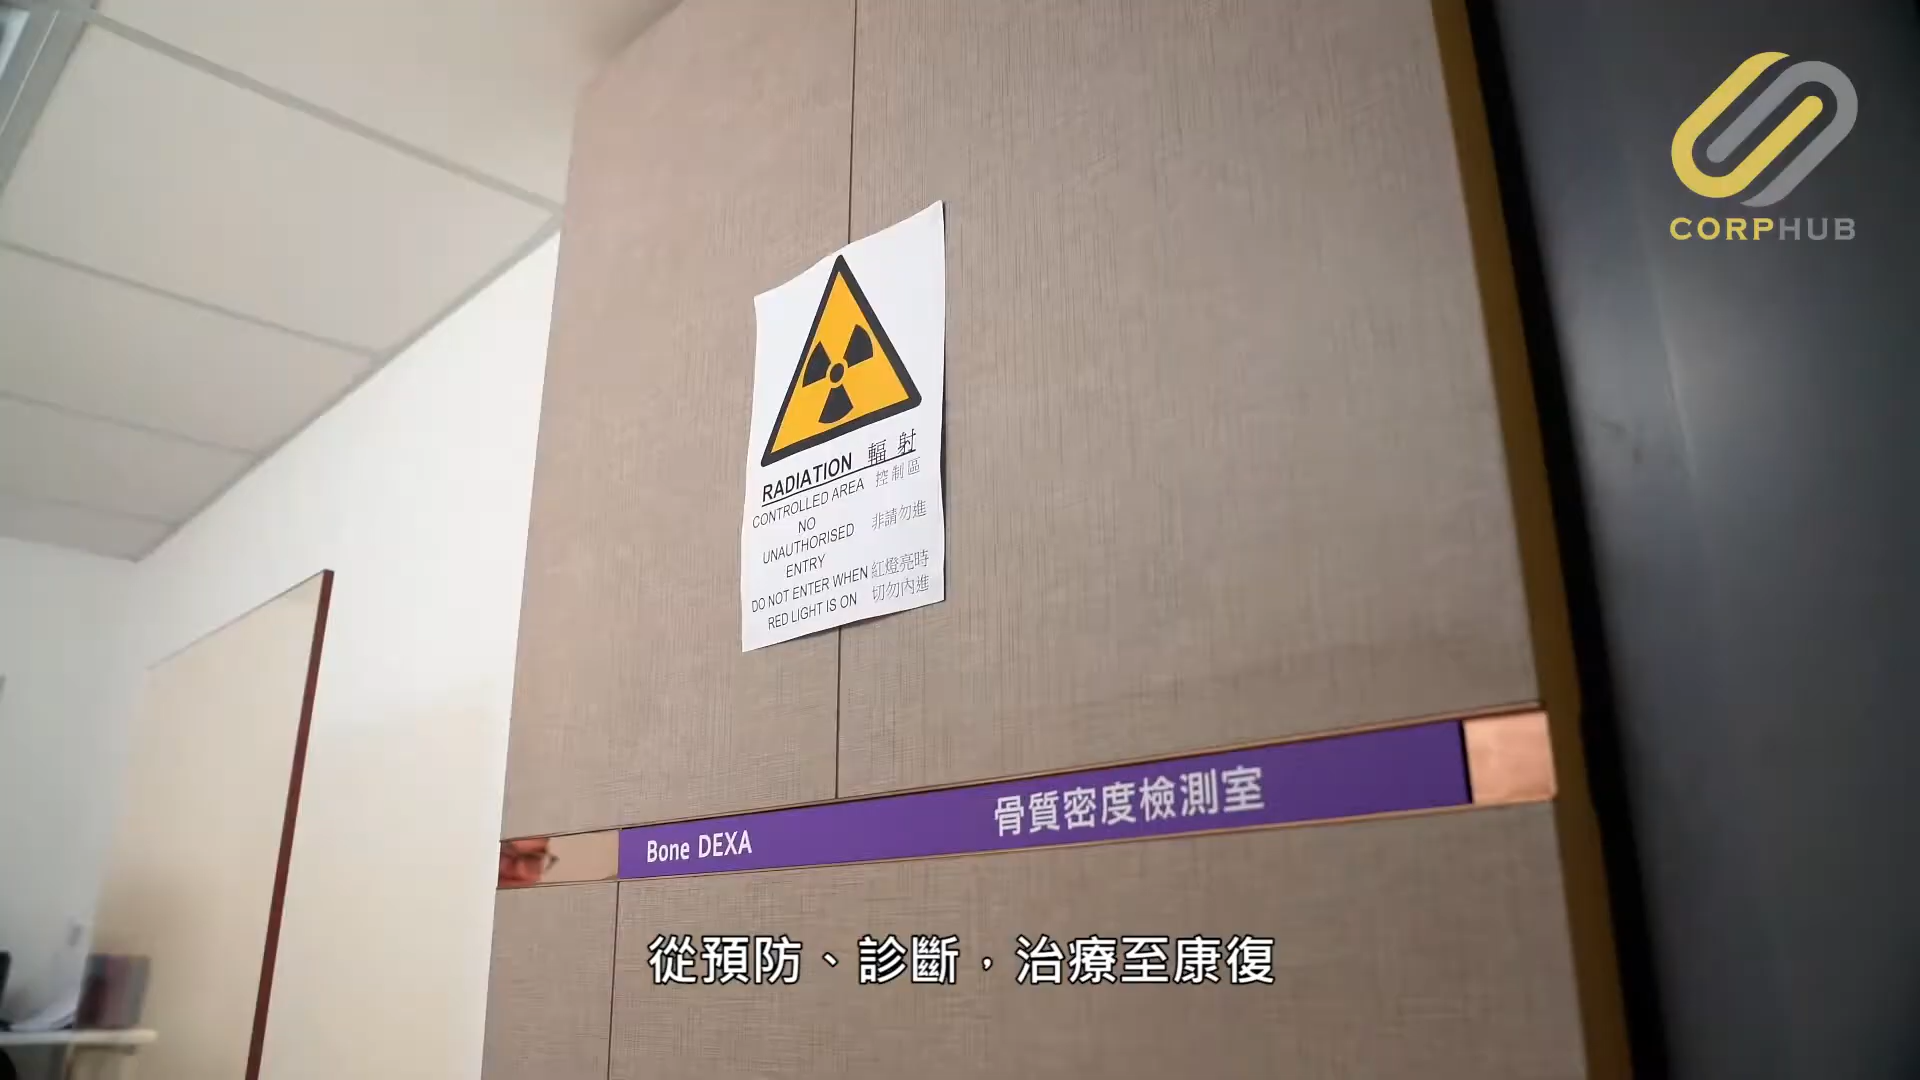 CORPHUB
RADIATION 輻射
CONTROLLED AREA 控制區
NO
UNAUTHORISED 非請勿進
ENTRY
DO NOT ENTER WHEN 紅燈亮時
RED LIGHT IS ON 切勿內進
Bone DEXA 骨質密度檢測室
從預防、診斷，治療至康復